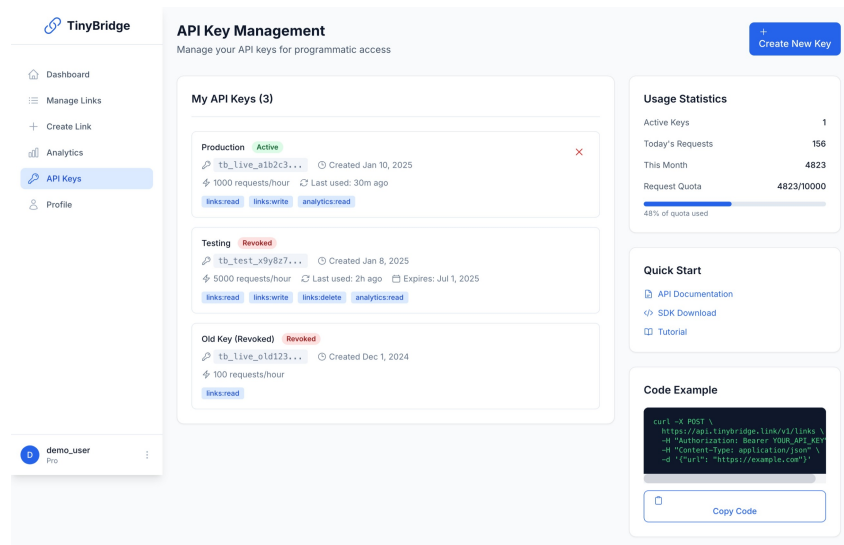 TinyBridge
Dashboard
Manage Links
Create Link
Analytics
API Keys
Profile
D
demo_user
Pro
API Key Management
Manage your API keys for programmatic access
Create New Key
My API Keys (3)
Production Active
tb_live_a1b2c3... Created Jan 10, 2025
1000 requests/hour Last used: 30m ago
links:read links:write analytics:read
Testing Revoked
tb_test_x9y8z7... Created Jan 8, 2025
5000 requests/hour Last used: 2h ago Expires: Jul 1, 2025
links:read links:write links:delete analytics:read
Old Key (Revoked) Revoked
tb_live_old123... Created Dec 1, 2024
100 requests/hour
links:read
Usage Statistics
Active Keys 1
Today's Requests 156
This Month 4823
Request Quota 4823/10000
48% of quota used
Quick Start
API Documentation
SDK Download
Tutorial
Code Example
curl -X POST \
https://api.tinybridge.link/v1/links \
-H "Authorization: Bearer YOUR_API_KEY"
-H "Content-Type: application/json" \
-d '{"url": "https://example.com"}'
Copy Code